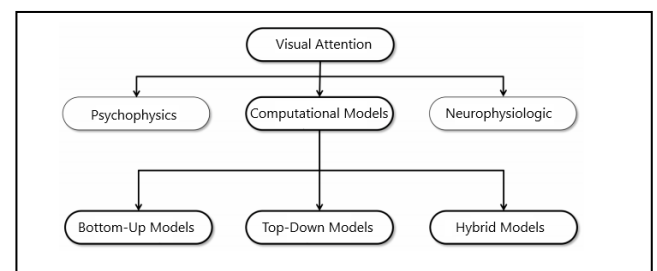 Visual Attention
Psychophysics
Computational Models
Neurophysiologic
Bottom-Up Models
Top-Down Models
Hybrid Models